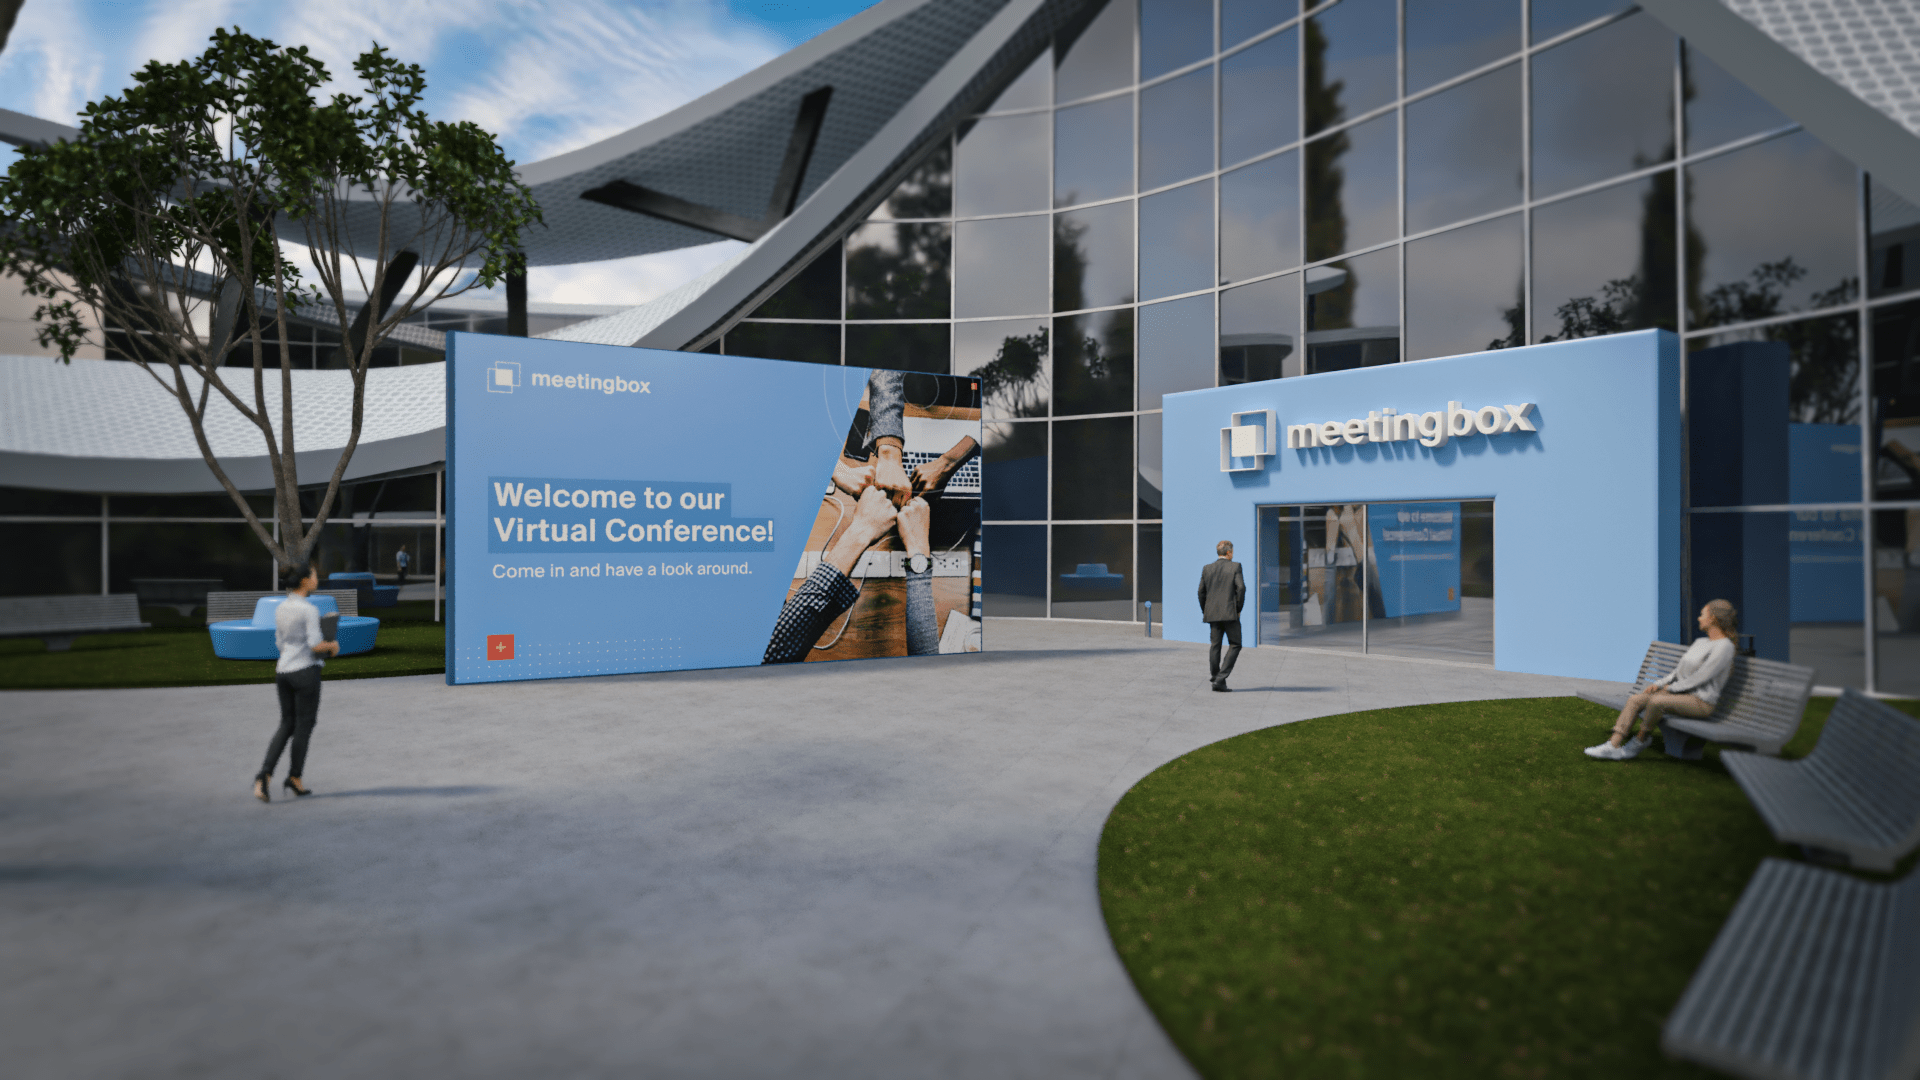 meetingbox
Welcome to our
Virtual Conference!
Come in and have a look around.
meetingbox